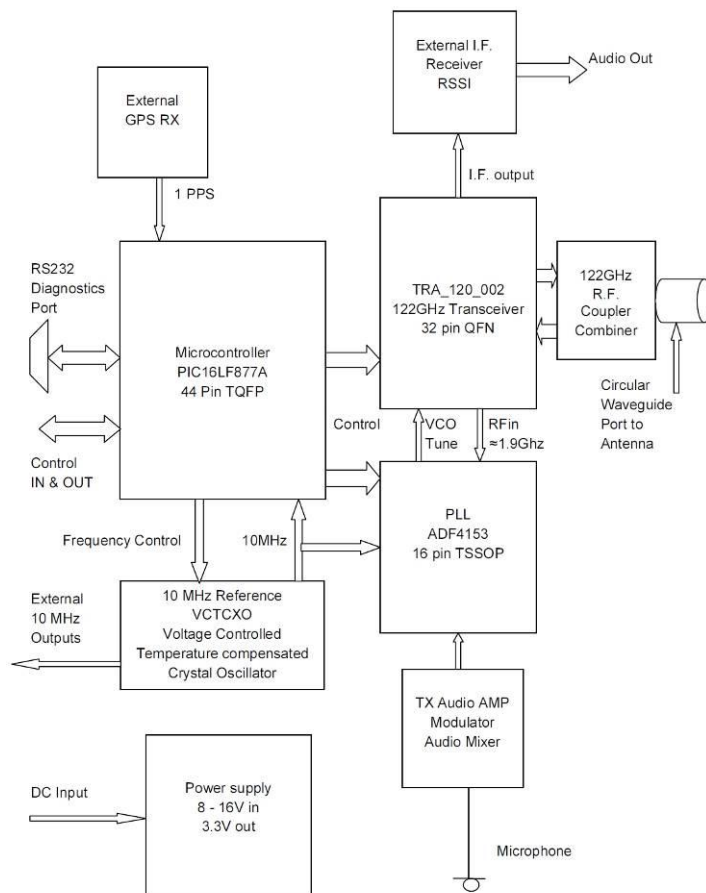 External I.F.
Receiver
RSSI
Audio Out
External
GPS RX
1 PPS
I.F. output
RS232
Diagnostics
Port
Microcontroller
PIC16LF877A
44 Pin TQFP
TRA_120_002
122GHz Transceiver
32 pin QFN
122GHz
R.F.
Coupler
Combiner
Circular
Waveguide
Port to
Antenna
Control
IN & OUT
Control
VCO
Tune
RFin
≈1.9Ghz
Frequency Control
10MHz
PLL
ADF4153
16 pin TSSOP
External
10 MHz
Outputs
10 MHz Reference
VCTCXO
Voltage Controlled
Temperature compensated
Crystal Oscillator
TX Audio AMP
Modulator
Audio Mixer
DC Input
Power supply
8 - 16V in
3.3V out
Microphone